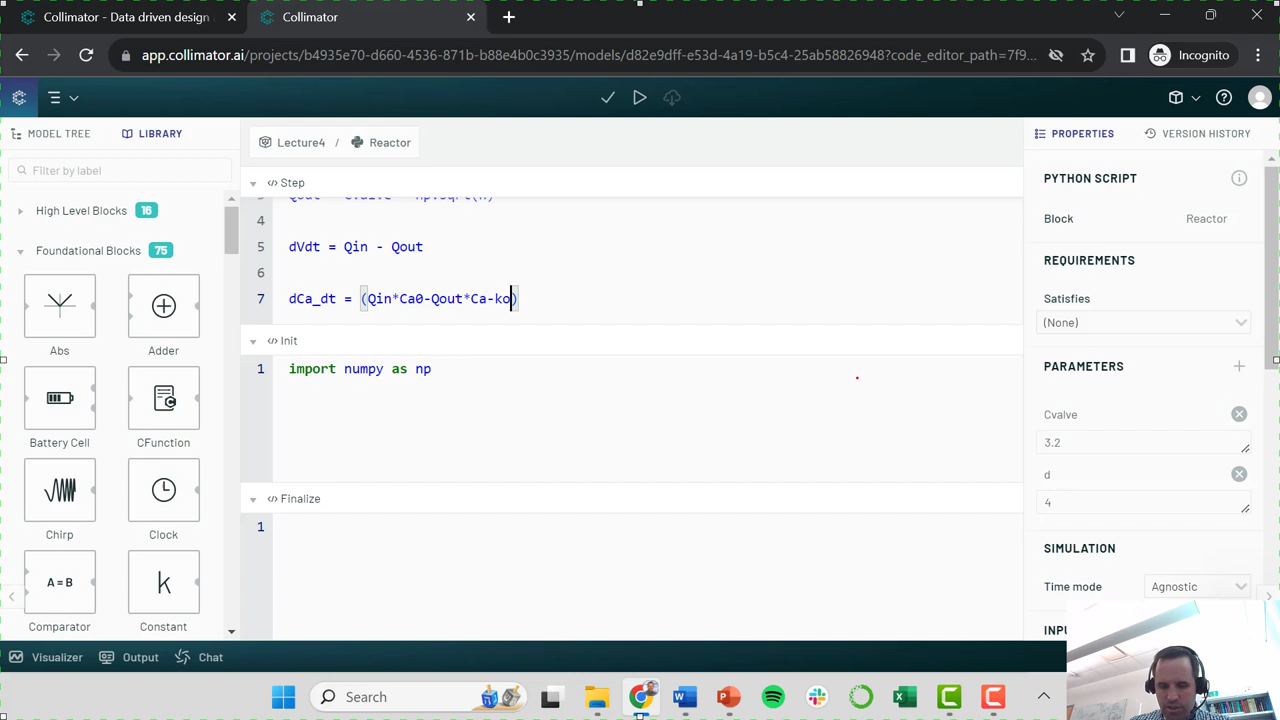 Collimator - Data driven design
Collimator
app.collimator.ai/projects/b4935e70-d660-4536-871b-b88e4b0c3935/models/d82e9dff-e53d-4a19-b5c4-25ab58826948?code_editor_path=7f9...
Incognito
MODEL TREE
LIBRARY
Lecture4 / Reactor
PROPERTIES
VERSION HISTORY
Filter by label
High Level Blocks 16
Foundational Blocks 75
Abs
Adder
Battery Cell
CFunction
Chirp
Clock
A = B
k
Comparator
Constant
Step
4
5 dVdt = Qin - Qout
6
7 dCa_dt = (Qin*Ca0-Qout*Ca-ko)
Init
1 import numpy as np
Finalize
1
PYTHON SCRIPT
Block Reactor
REQUIREMENTS
Satisfies
(None)
PARAMETERS
Cvalve
3.2
d
4
SIMULATION
Time mode Agnostic
Visualizer
Output
Chat
Search